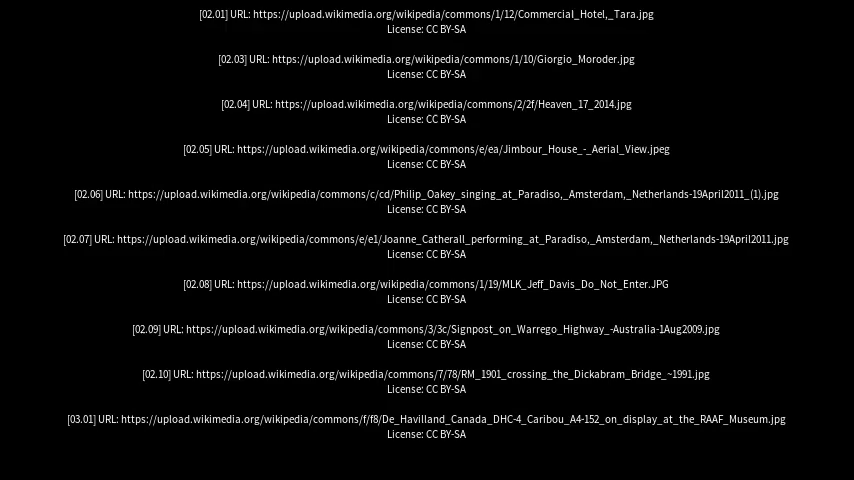 [02.01] URL: https://upload.wikimedia.org/wikipedia/commons/1/12/Commercial_Hotel,_Tara.jpg
License: CC BY-SA
[02.03] URL: https://upload.wikimedia.org/wikipedia/commons/1/10/Giorgio_Moroder.jpg
License: CC BY-SA
[02.04] URL: https://upload.wikimedia.org/wikipedia/commons/2/2f/Heaven_17_2014.jpg
License: CC BY-SA
[02.05] URL: https://upload.wikimedia.org/wikipedia/commons/e/ea/Jimbour_House_-_Aerial_View.jpeg
License: CC BY-SA
[02.06] URL: https://upload.wikimedia.org/wikipedia/commons/c/cd/Philip_Oakey_singing_at_Paradiso,_Amsterdam,_Netherlands-19April2011_(1).jpg
License: CC BY-SA
[02.07] URL: https://upload.wikimedia.org/wikipedia/commons/e/e1/Joanne_Catherall_performing_at_Paradiso,_Amsterdam,_Netherlands-19April2011.jpg
License: CC BY-SA
[02.08] URL: https://upload.wikimedia.org/wikipedia/commons/1/19/MLK_Jeff_Davis_Do_Not_Enter.JPG
License: CC BY-SA
[02.09] URL: https://upload.wikimedia.org/wikipedia/commons/3/3c/Signpost_on_Warrego_Highway_-Australia-1Aug2009.jpg
License: CC BY-SA
[02.10] URL: https://upload.wikimedia.org/wikipedia/commons/7/78/RM_1901_crossing_the_Dickabram_Bridge_~1991.jpg
License: CC BY-SA
[03.01] URL: https://upload.wikimedia.org/wikipedia/commons/f/f8/De_Havilland_Canada_DHC-4_Caribou_A4-152_on_display_at_the_RAAF_Museum.jpg
License: CC BY-SA